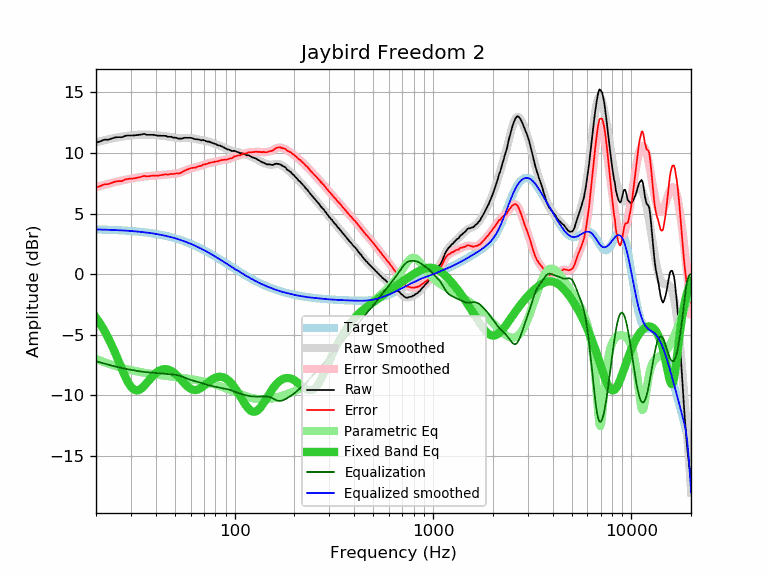 Jaybird Freedom 2
Amplitude (dBr)
15
10
5
0
−5
−10
−15
Target
Raw Smoothed
Error Smoothed
Raw
Error
Parametric Eq
Fixed Band Eq
Equalization
Equalized smoothed
100
1000
10000
Frequency (Hz)